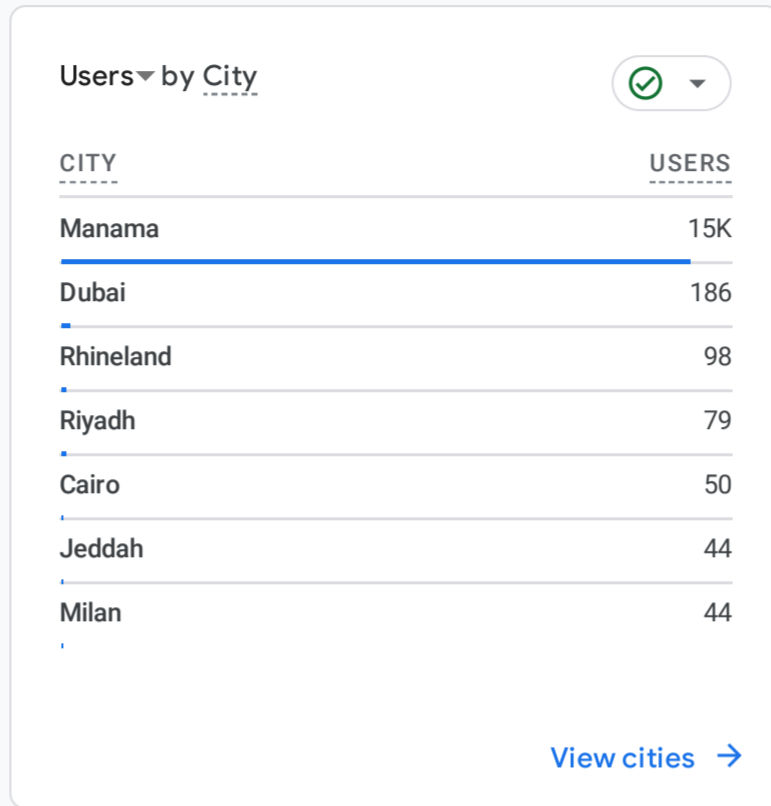 Users by City
CITY USERS
Manama 15K
Dubai 186
Rhineland 98
Riyadh 79
Cairo 50
Jeddah 44
Milan 44
View cities